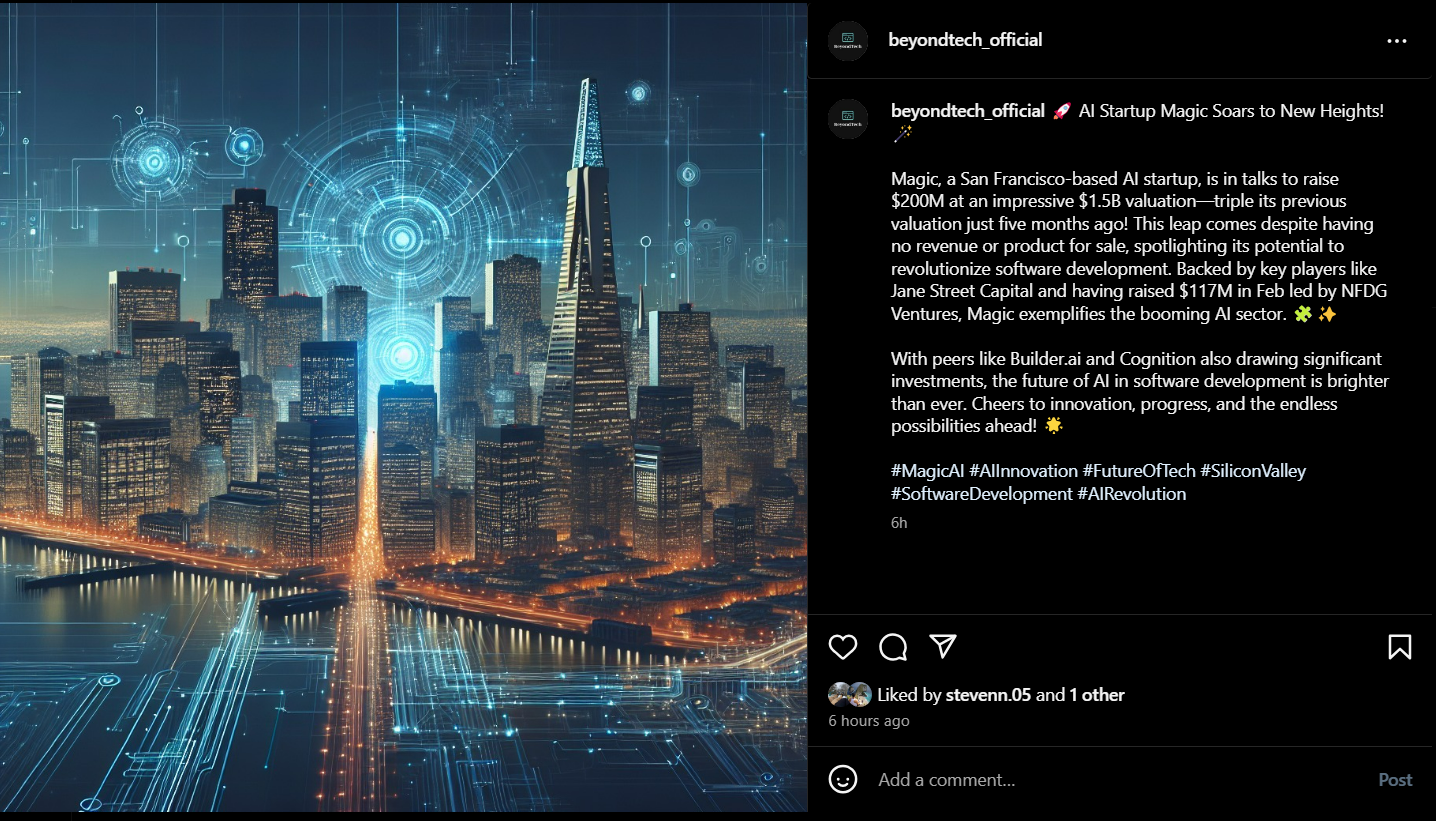 beyondtech_official
beyondtech_official 🚀 AI Startup Magic Soars to New Heights!
🪄
Magic, a San Francisco-based AI startup, is in talks to raise
$200M at an impressive $1.5B valuation—triple its previous
valuation just five months ago! This leap comes despite having
no revenue or product for sale, spotlighting its potential to
revolutionize software development. Backed by key players like
Jane Street Capital and having raised $117M in Feb led by NFDG
Ventures, Magic exemplifies the booming AI sector. 🧩 ✨
With peers like Builder.ai and Cognition also drawing significant
investments, the future of AI in software development is brighter
than ever. Cheers to innovation, progress, and the endless
possibilities ahead! 🌟
#MagicAI #AIInnovation #FutureOfTech #SiliconValley
#SoftwareDevelopment #AIRevolution
6h
Liked by stevenn.05 and 1 other
6 hours ago
Add a comment...
Post
BeyondTech
BeyondTech